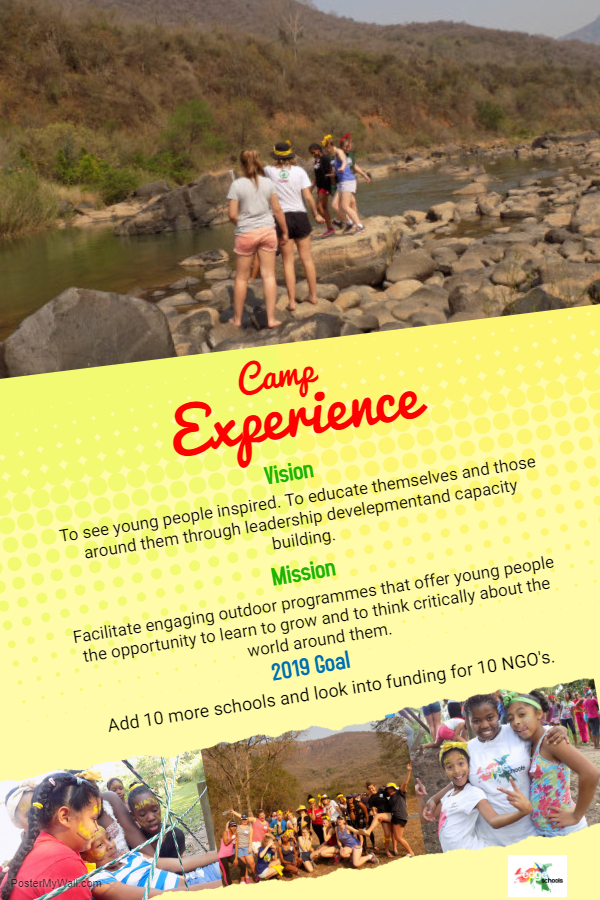 Camp
Experience
Vision
To see young people inspired. To educate themselves and those
around them through leadership develepmentand capacity
building.
Mission
Facilitate engaging outdoor programmes that offer young people
the opportunity to learn to grow and to think critically about the
world around them.
2019 Goal
Add 10 more schools and look into funding for 10 NGO's.
PosterMyWall.com
edge
schools